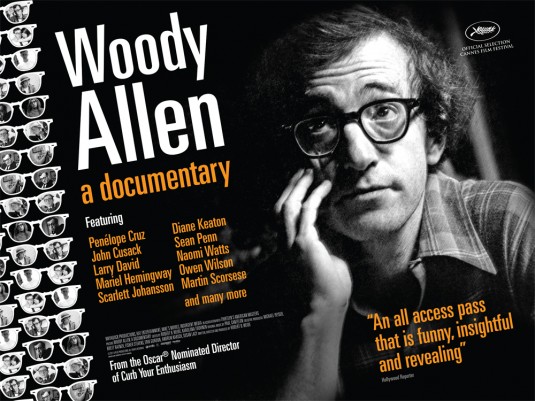 Woody
Allen
a documentary
Featuring
Penélope Cruz
John Cusack
Larry David
Mariel Hemingway
Scarlett Johansson
Diane Keaton
Sean Penn
Naomi Watts
Owen Wilson
Martin Scorsese
and many more
From the Oscar® Nominated Director
of Curb Your Enthusiasm
OFFICIAL SELECTION
CANNES FILM FESTIVAL
"An all access pass
that is funny, insightful
and revealing"
Hollywood Reporter